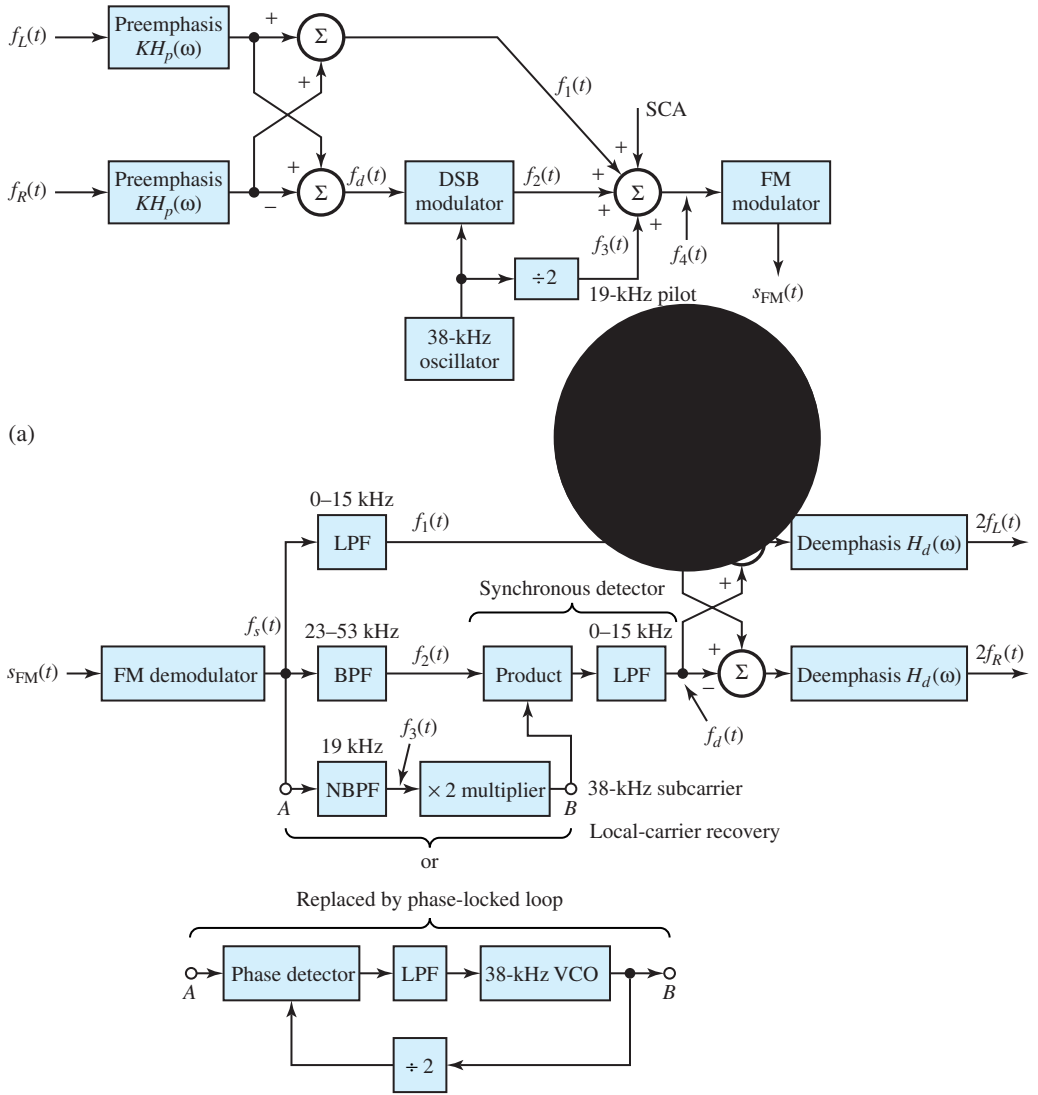 f_L(t)
Preemphasis
KH_p(ω)
+
Σ
+
f_1(t)
SCA
f_R(t)
Preemphasis
KH_p(ω)
+
−
Σ
f_d(t)
DSB
modulator
f_2(t)
+
+
+
+
Σ
f_3(t)
f_4(t)
FM
modulator
s_FM(t)
÷2
19-kHz pilot
38-kHz
oscillator
(a)
0–15 kHz
LPF
f_1(t)
Deemphasis H_d(ω)
2f_L(t)
+
Synchronous detector
f_s(t)
23–53 kHz
f_2(t)
0–15 kHz
s_FM(t)
FM demodulator
BPF
Product
LPF
+
−
Σ
Deemphasis H_d(ω)
2f_R(t)
f_d(t)
19 kHz
f_3(t)
A
NBPF
× 2 multiplier
B
38-kHz subcarrier
Local-carrier recovery
or
Replaced by phase-locked loop
A
Phase detector
LPF
38-kHz VCO
B
÷ 2